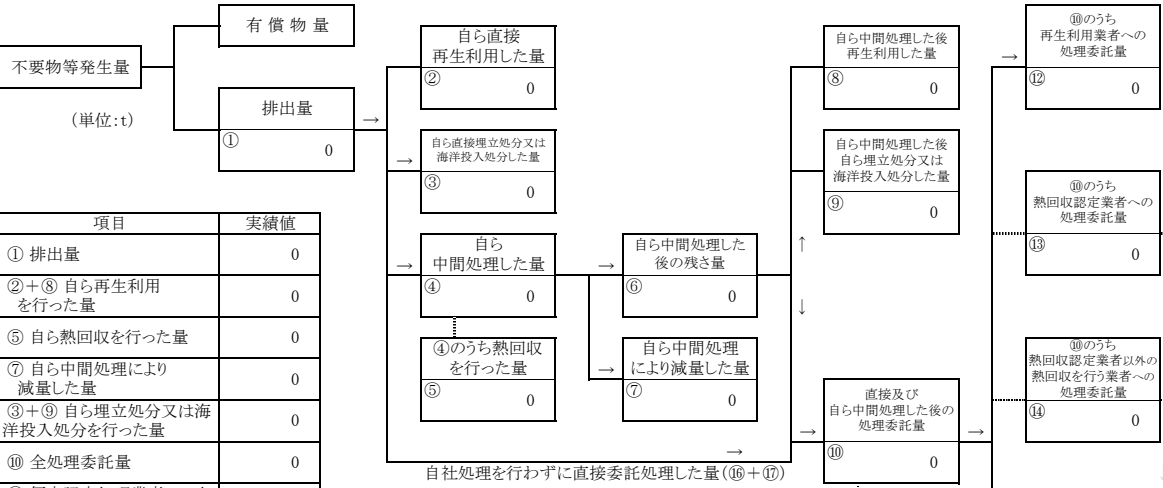 不要物等発生量
(単位:t)
有 償 物 量
排出量
①
0
→
自ら直接
再生利用した量
②
0
→
自ら直接埋立処分又は
海洋投入処分した量
③
0
→
自ら
中間処理した量
④
0
④のうち熱回収
を行った量
⑤
0
→
自ら中間処理した
後の残さ量
⑥
0
→
自ら中間処理
により減量した量
⑦
0
自ら中間処理した後
再生利用した量
⑧
0
自ら中間処理した後
自ら埋立処分又は
海洋投入処分した量
⑨
0
↑
↓
→
直接及び
自ら中間処理した後の
処理委託量
⑩
0
→
自社処理を行わずに直接委託処理した量(⑯+⑰)
→
→
⑩のうち
再生利用業者への
処理委託量
⑫
0
⑩のうち
熱回収認定業者への
処理委託量
⑬
0
⑩のうち
熱回収認定業者以外の
熱回収を行う業者への
処理委託量
⑭
0
項目 実績値
① 排出量 0
②+⑧ 自ら再生利用
を行った量 0
⑤ 自ら熱回収を行った量 0
⑦ 自ら中間処理により
減量した量 0
③+⑨ 自ら埋立処分又は海
洋投入処分を行った量 0
⑩ 全処理委託量 0